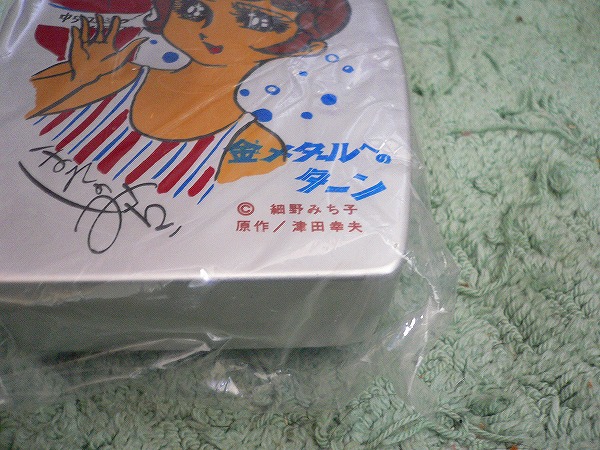 金メダルへの
ターン
© 細野みち子
原作/津田幸夫